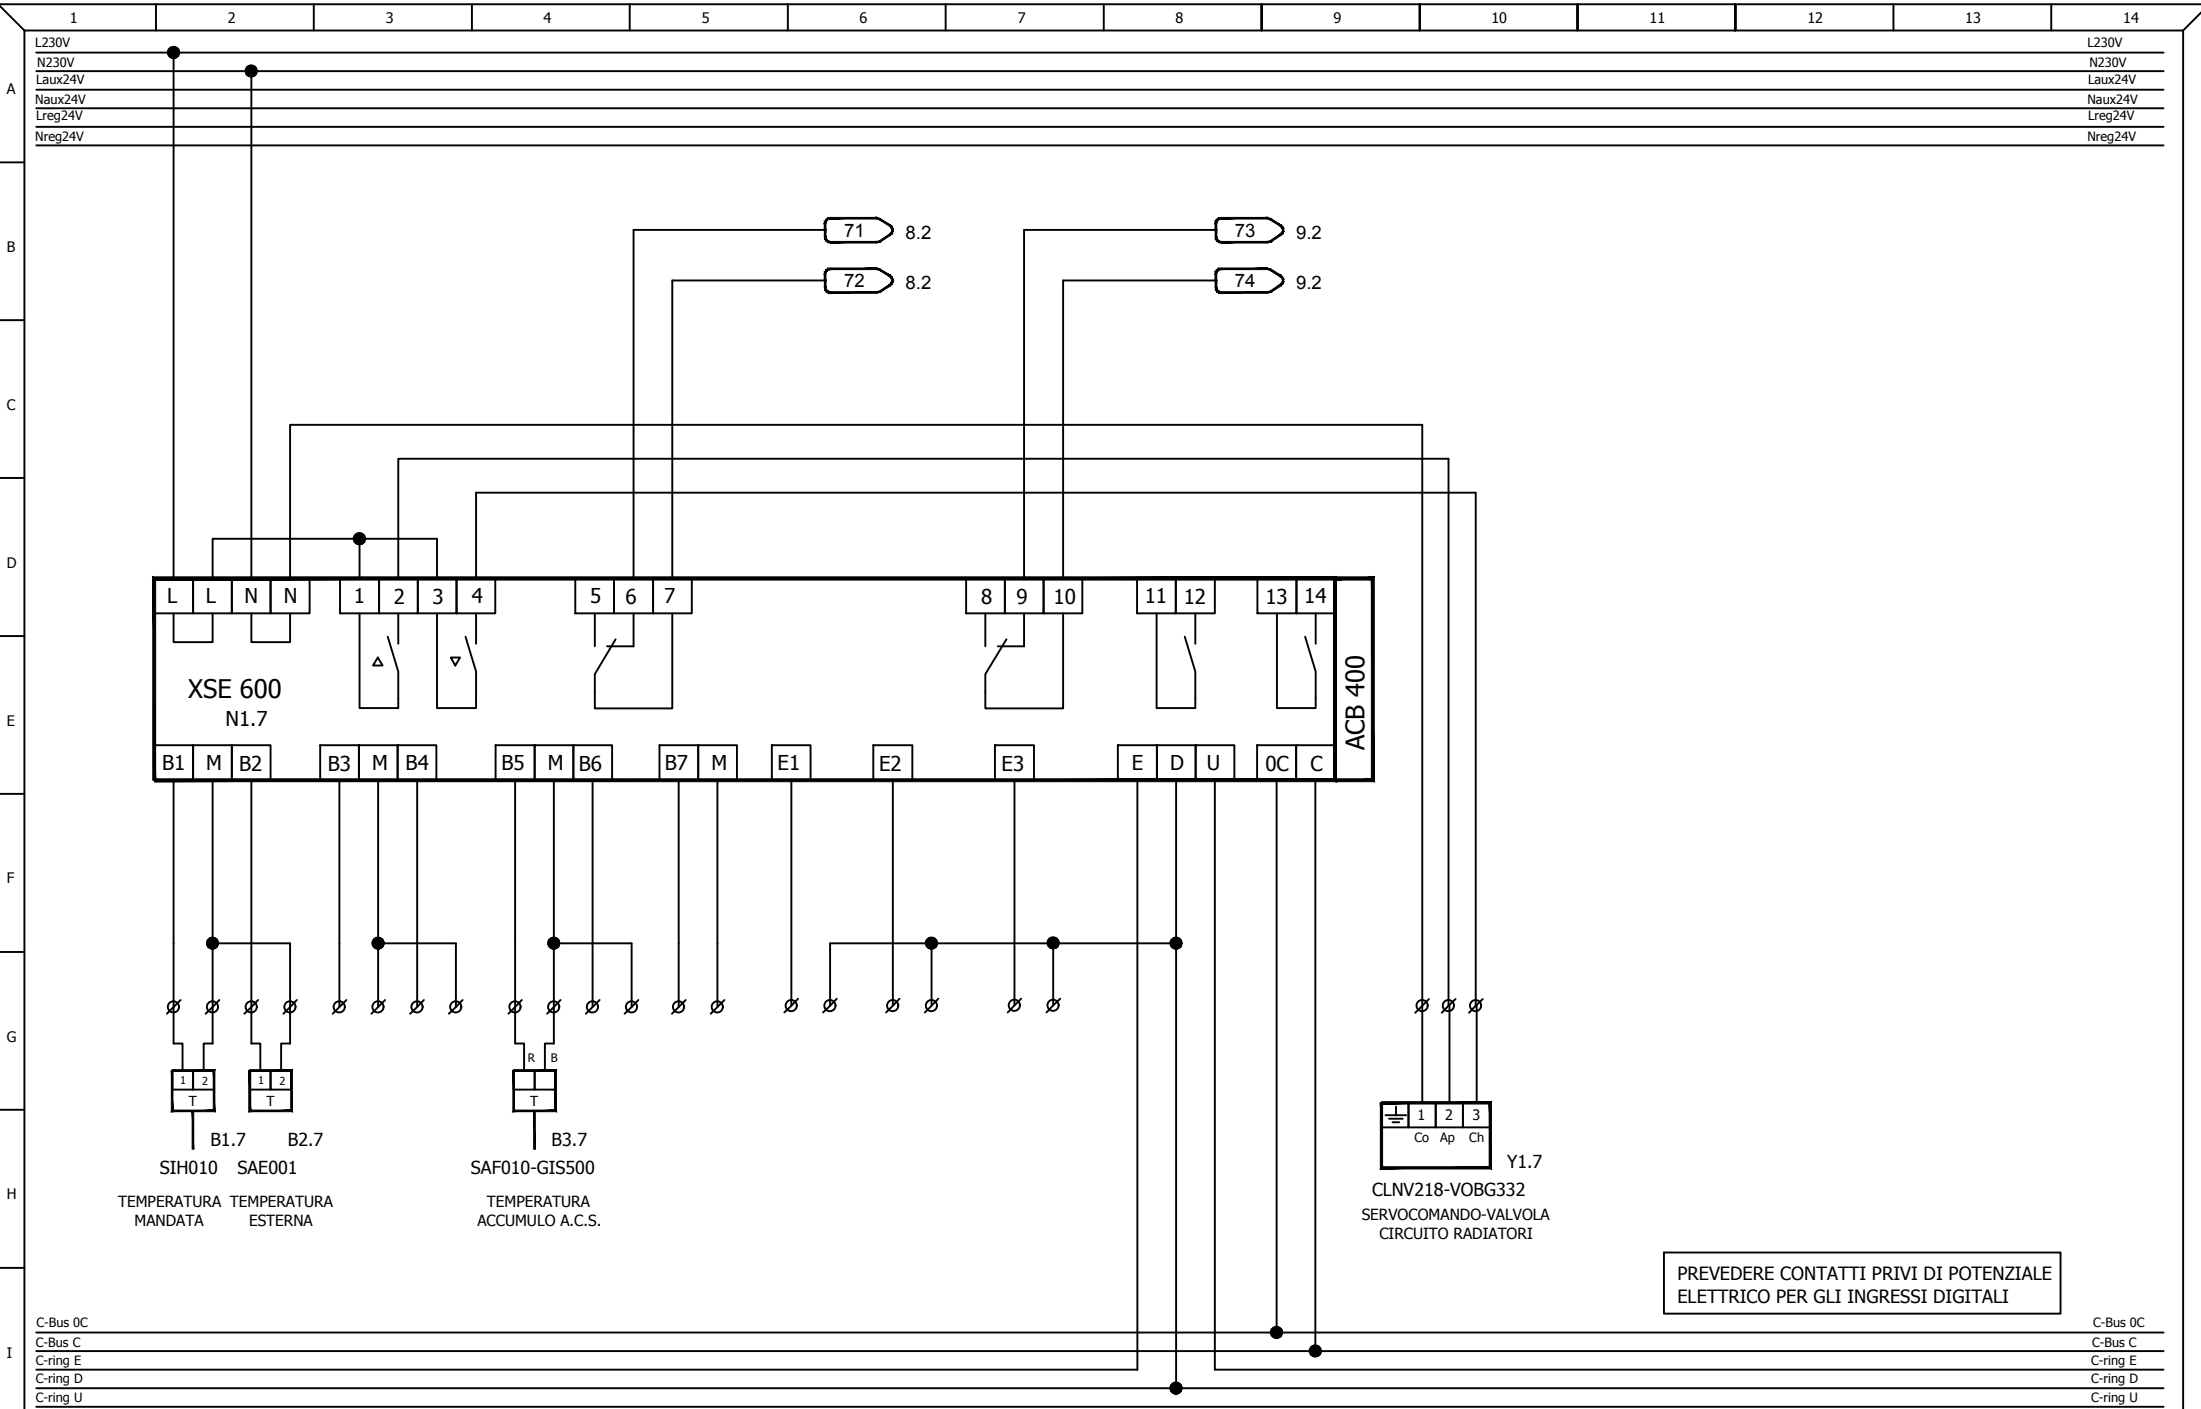 1 2 3 4 5 6 7 8 9 10 11 12 13 14
L230V L230V
N230V N230V
Laux24V Laux24V
A
Naux24V Naux24V
Lreg24V Lreg24V
Nreg24V Nreg24V
B
71 8.2 73 9.2
72 8.2 74 9.2
C
D
L L N N 1 2 3 4 5 6 7 8 9 10 11 12 13 14
ACB 400
XSE 600
N1.7
E
B1 M B2 B3 M B4 B5 M B6 B7 M E1 E2 E3 E D U 0C C
F
G
R B
1 2 1 2
T T T
1 2 3
Co Ap Ch
B1.7 B2.7 B3.7
Y1.7
SIH010 SAE001 SAF010-GIS500
CLNV218-VOBG332
H
TEMPERATURA TEMPERATURA TEMPERATURA
MANDATA ESTERNA ACCUMULO A.C.S.
SERVOCOMANDO-VALVOLA
CIRCUITO RADIATORI
PREVEDERE CONTATTI PRIVI DI POTENZIALE
ELETTRICO PER GLI INGRESSI DIGITALI
C-Bus 0C C-Bus 0C
C-Bus C C-Bus C
I
C-ring E C-ring E
C-ring D C-ring D
C-ring U C-ring U